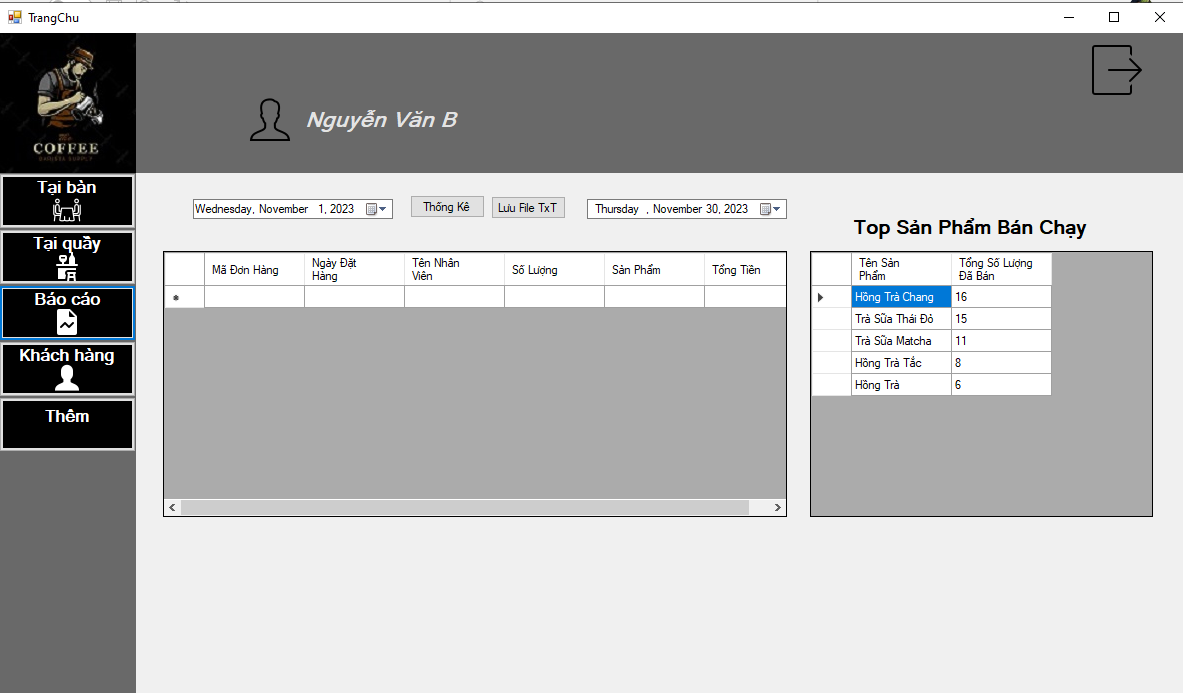 TrangChu
COFFEE
Nguyễn Văn B
Tại bàn
Tại quầy
Báo cáo
Khách hàng
Thêm
Wednesday, November 1, 2023
Thống Kê
Lưu File TxT
Thursday , November 30, 2023
Mã Đơn Hàng
Ngày Đặt
Hàng
Tên Nhân
Viên
Số Lượng
Sản Phẩm
Tổng Tiền
Top Sản Phẩm Bán Chạy
Tên Sản
Phẩm
Tổng Số Lượng
Đã Bán
Hồng Trà Chang 16
Trà Sữa Thái Đỏ 15
Trà Sữa Matcha 11
Hồng Trà Tắc 8
Hồng Trà 6